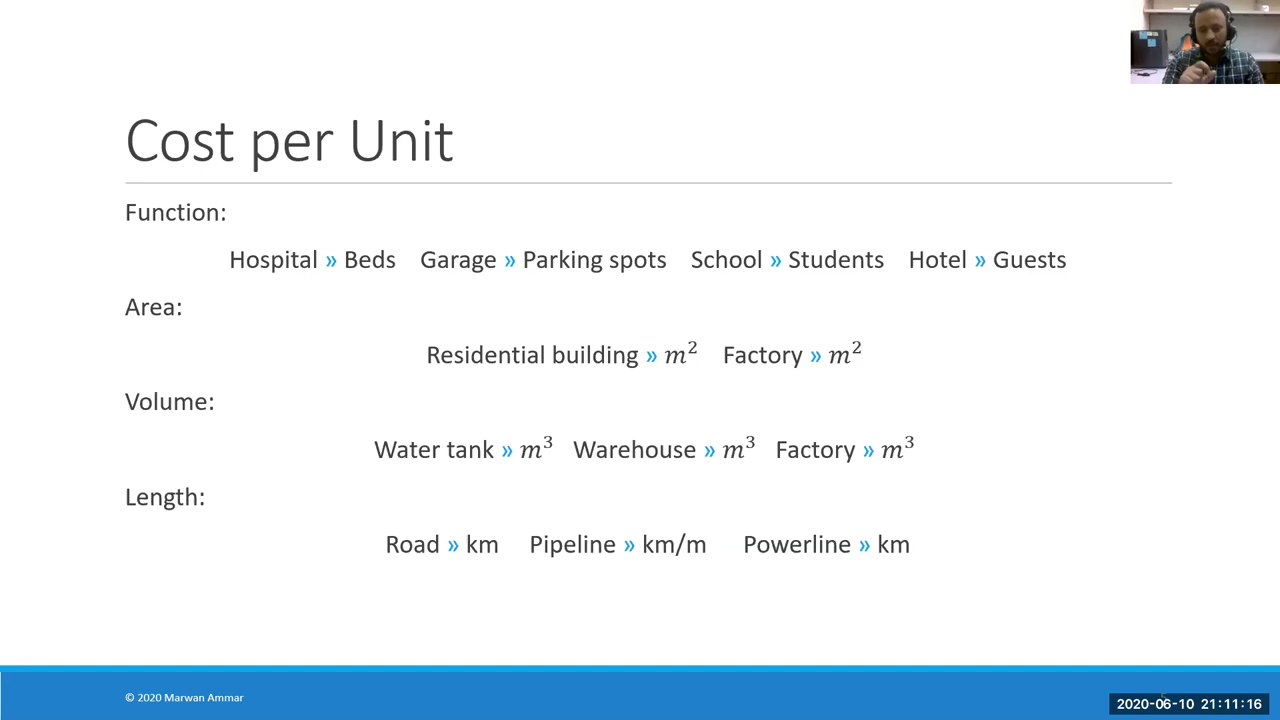 Cost per Unit
Function:
Hospital » Beds Garage » Parking spots School » Students Hotel » Guests
Area:
Residential building » m² Factory » m²
Volume:
Water tank » m³ Warehouse » m³ Factory » m³
Length:
Road » km Pipeline » km/m Powerline » km
© 2020 Marwan Ammar
2020-06-10 21:11:16